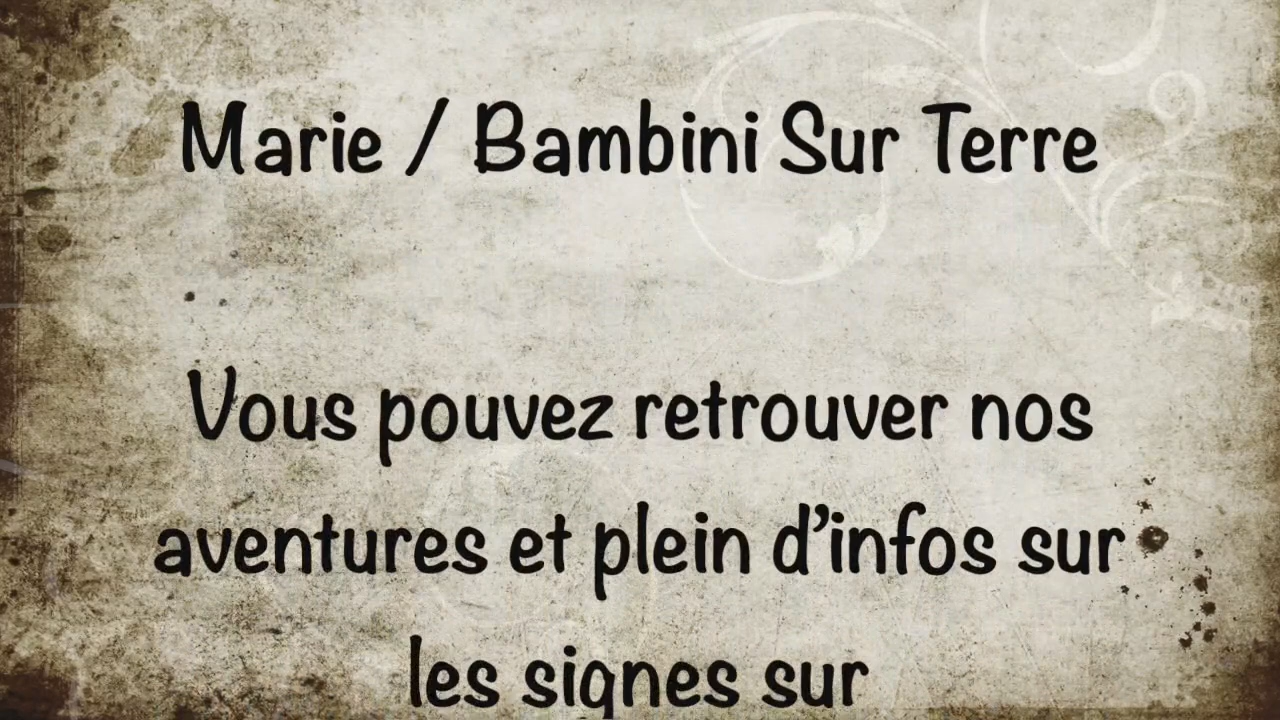 Marie / Bambini Sur Terre
Vous pouvez retrouver nos
aventures et plein d’infos sur
les signes sur